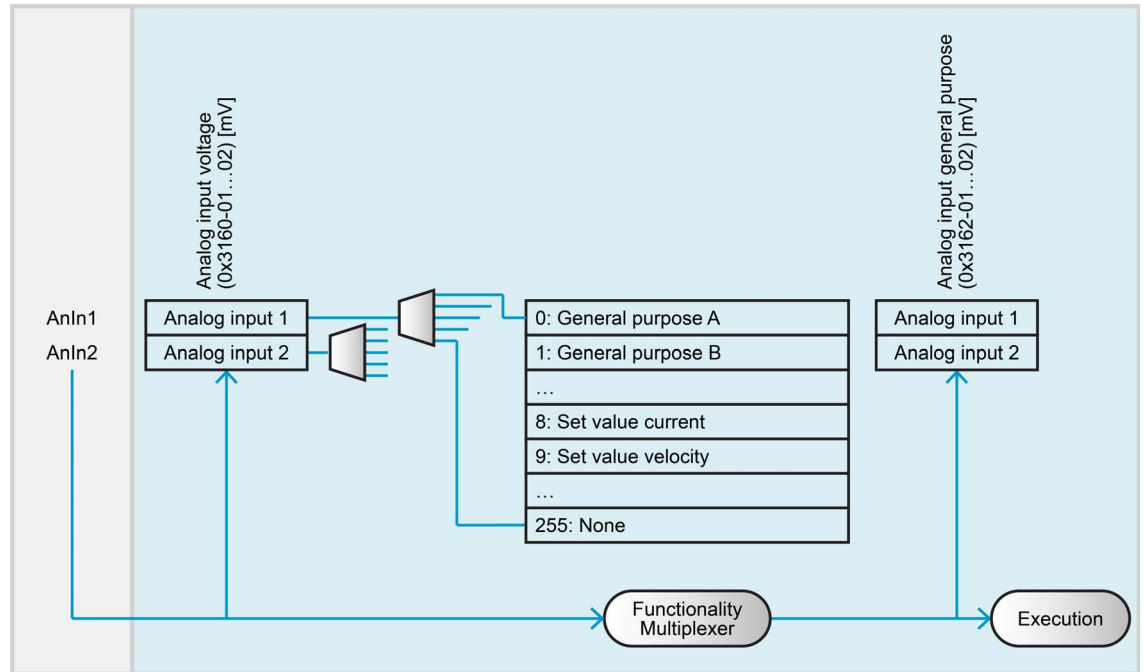 Analog input voltage
(0x3160-01…02) [mV]
Analog input general purpose
(0x3162-01…02) [mV]
AnIn1
AnIn2
Analog input 1
Analog input 2
0: General purpose A
1: General purpose B
…
8: Set value current
9: Set value velocity
…
255: None
Analog input 1
Analog input 2
Functionality
Multiplexer
Execution